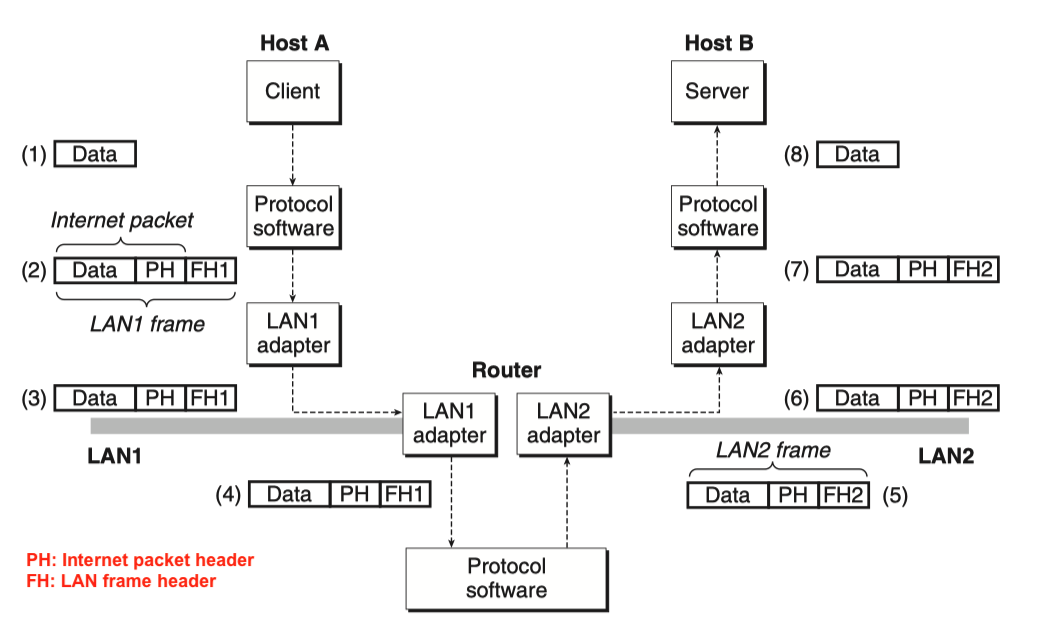 Host A
Host B
Client
Server
(1) Data
(8) Data
Protocol
software
Protocol
software
Internet packet
(2) Data PH FH1
(7) Data PH FH2
LAN1 frame
LAN1
adapter
LAN2
adapter
Router
(3) Data PH FH1
(6) Data PH FH2
LAN1
adapter
LAN2
adapter
LAN1
LAN2 frame
LAN2
(4) Data PH FH1
Data PH FH2 (5)
PH: Internet packet header
FH: LAN frame header
Protocol
software